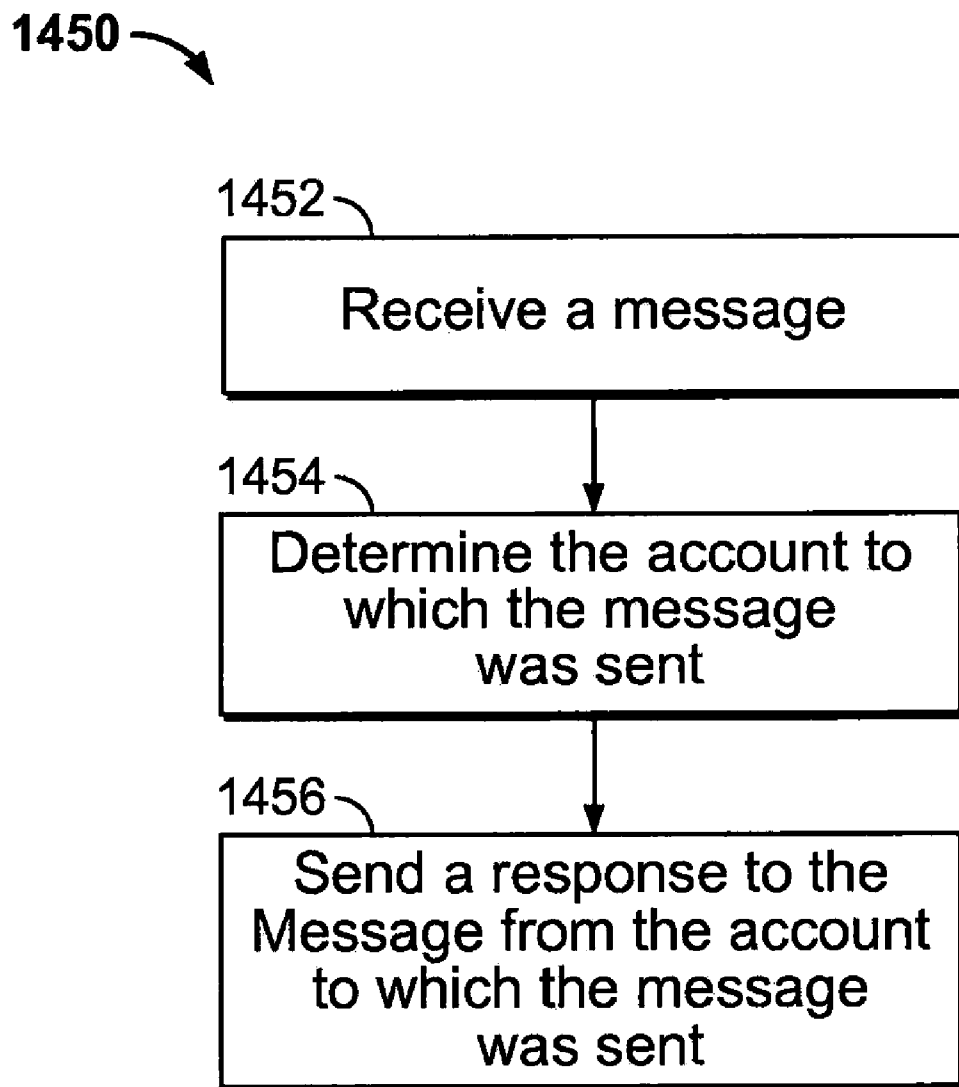 1450
1452
Receive a message
1454
Determine the account to
which the message
was sent
1456
Send a response to the
Message from the account
to which the message
was sent